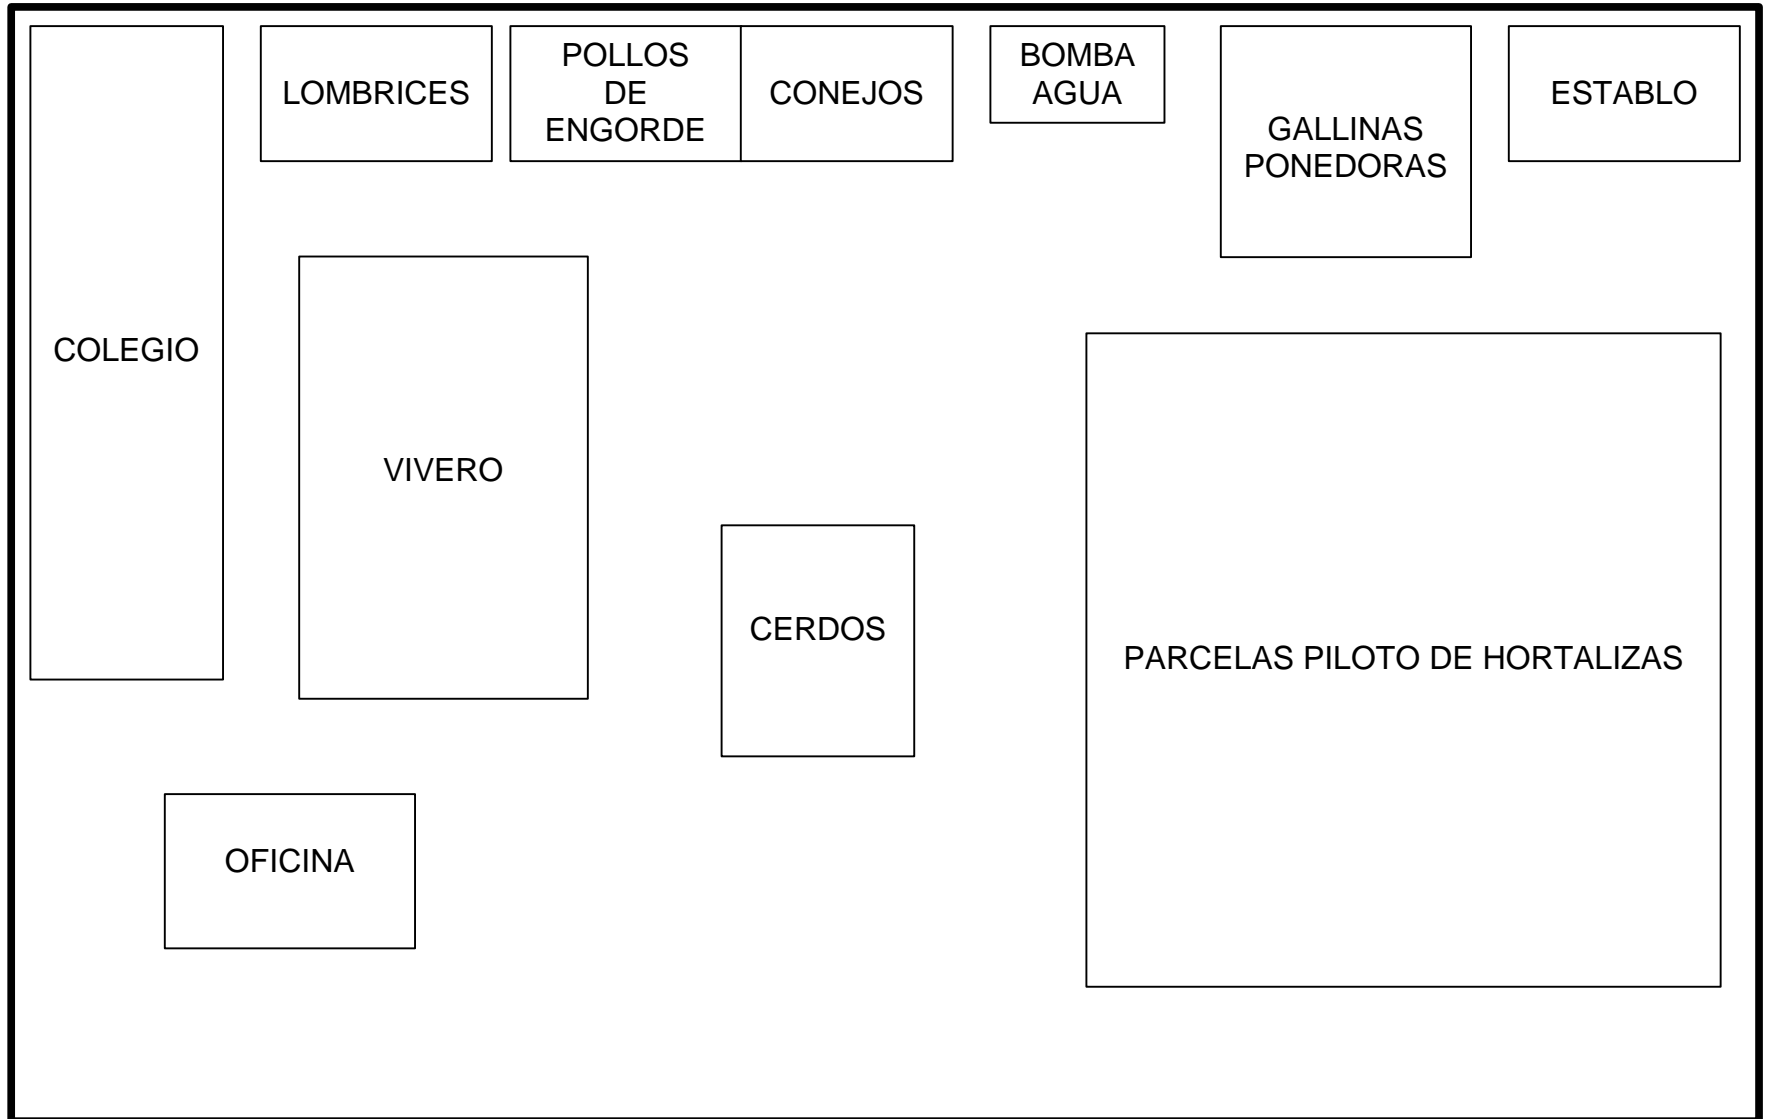 COLEGIO
LOMBRICES
POLLOS
DE
ENGORDE
CONEJOS
BOMBA
AGUA
GALLINAS
PONEDORAS
ESTABLO
VIVERO
CERDOS
PARCELAS PILOTO DE HORTALIZAS
OFICINA